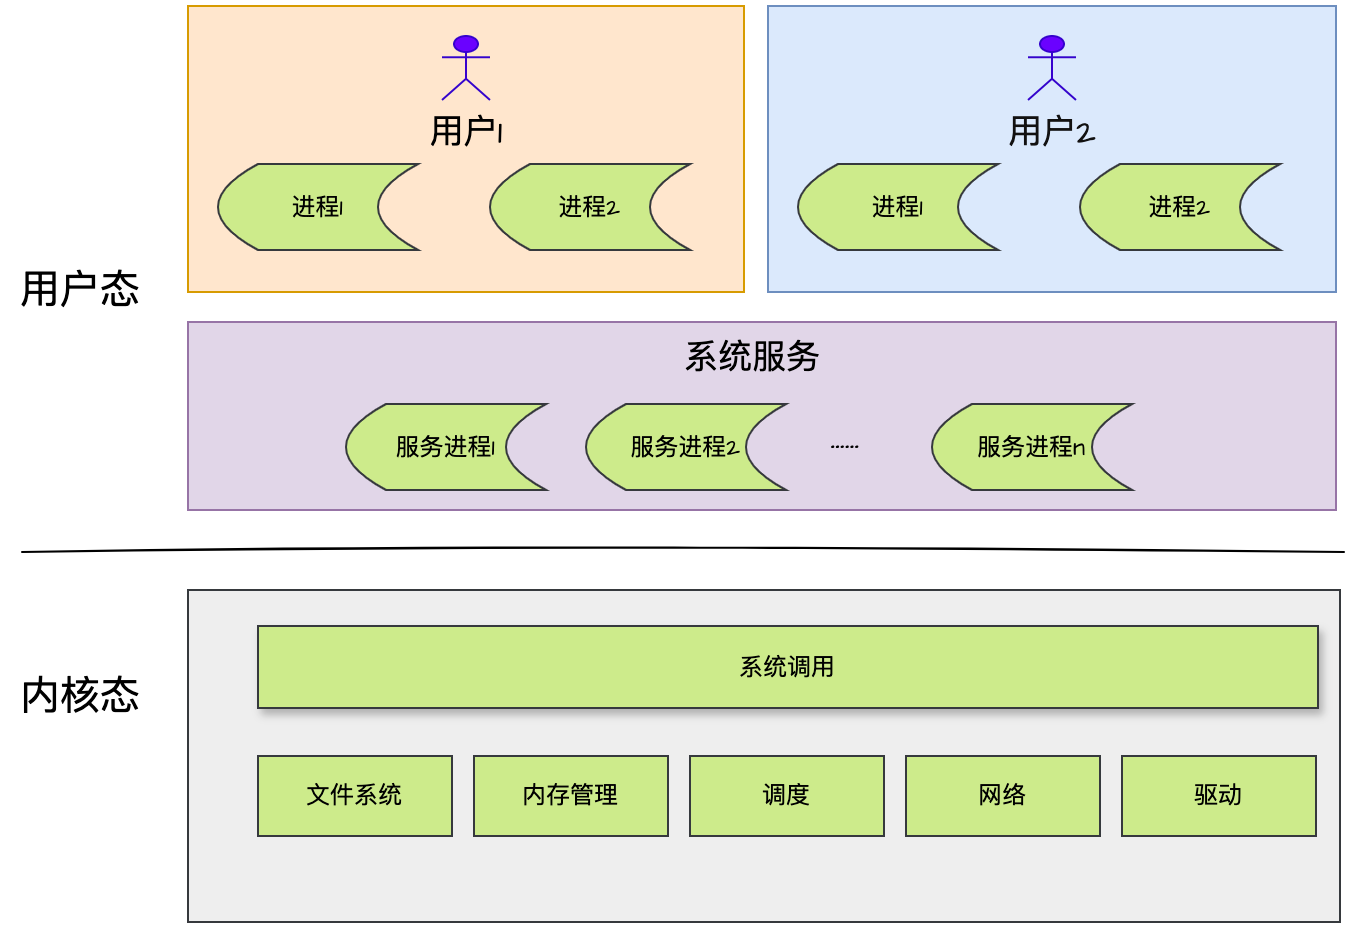 用户1
用户2
进程1
进程2
进程1
进程2
用户态
系统服务
服务进程1
服务进程2
······
服务进程n
内核态
系统调用
文件系统
内存管理
调度
网络
驱动